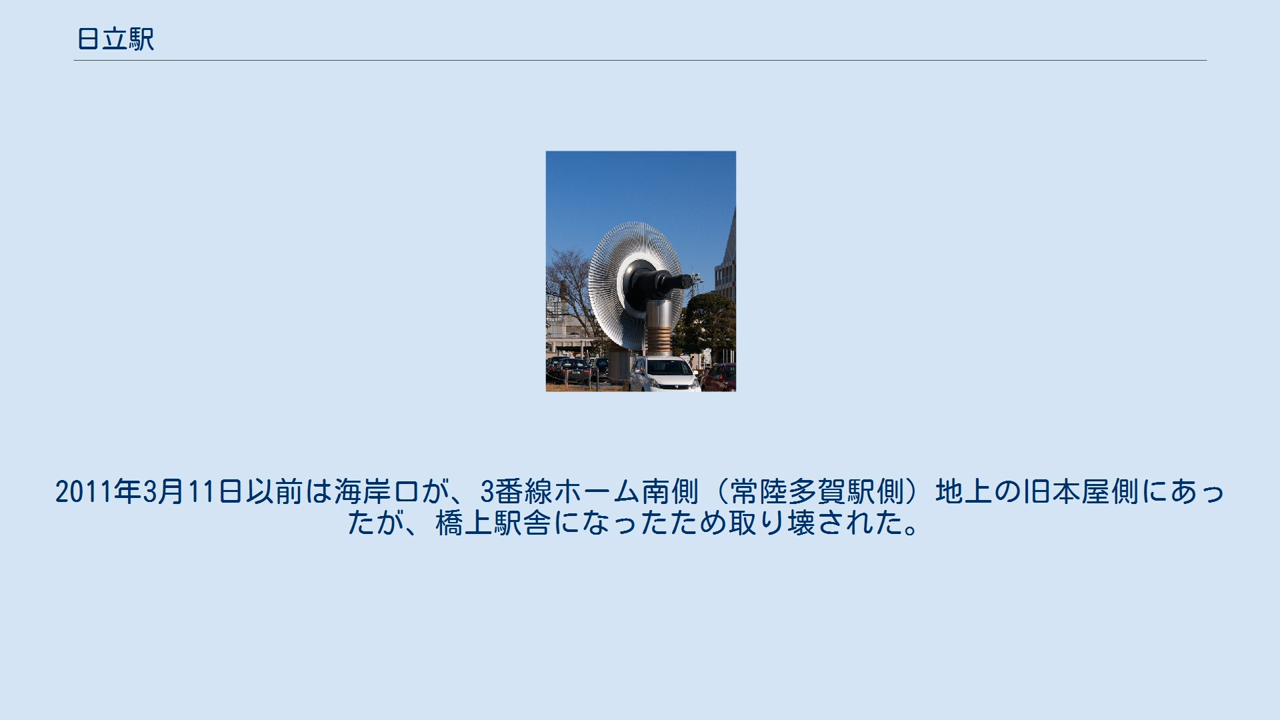 日立駅
2011年3月11日以前は海岸口が、3番線ホーム南側（常陸多賀駅側）地上の旧本屋側にあっ
たが、橋上駅舎になったため取り壊された。